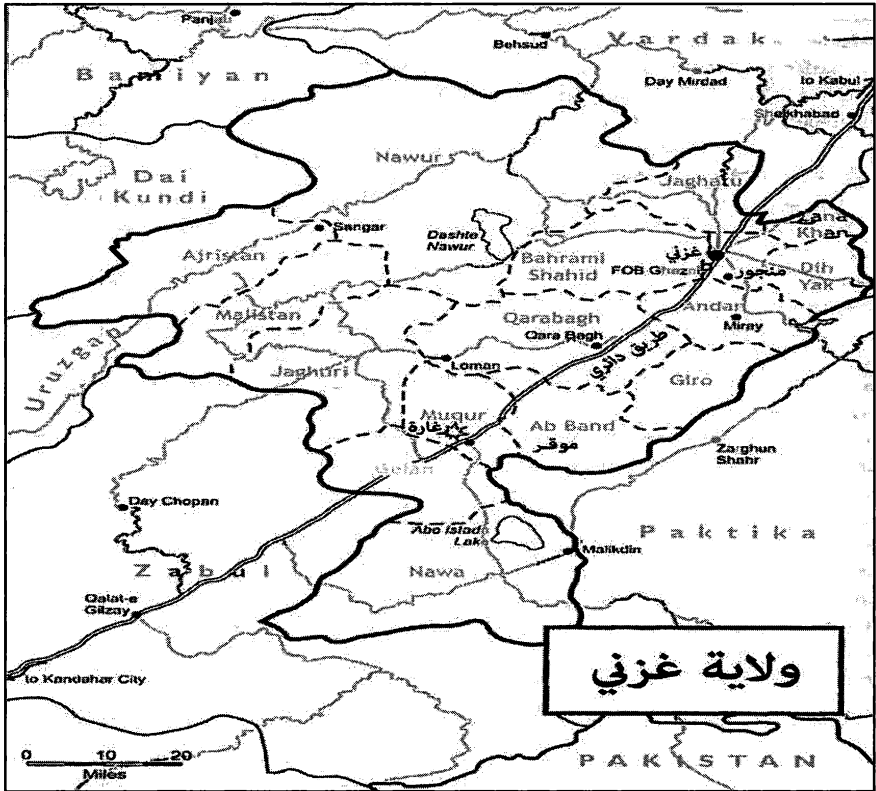 Panjab
Behsud
Vardak
Bamiyan
Day Mirdad
to Kabul
Sheikhabad
Nawur
Dai
Kundi
Jaghatu
Zana
Khan
Sangar
Dashte
Nawur
Ajristan
Bahrami
Shahid
غزني
FOB Ghazni
منجور
Dih
Yak
Malistan
Qarabagh
Andar
Uruzgan
Qara Bagh
Miray
طريق دائري
Jaghuri
Loman
Giro
Muqur
Ab Band
موقر
Zarghun
Shahr
Gelan
Day Chopan
Abe Istada
Lake
Paktika
Malikdin
Zabul
Nawa
Qalat-e
Gilzay
ولاية غزني
to Kandahar City
0 10 20
Miles
PAKISTAN